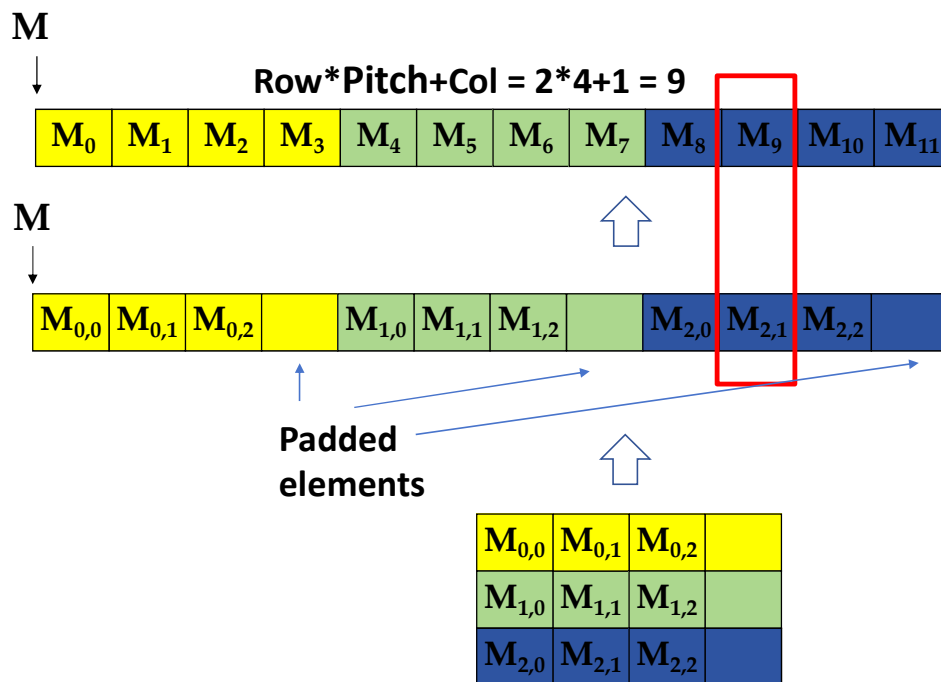 M
Row*Pitch+Col = 2*4+1 = 9
M₀ M₁ M₂ M₃ M₄ M₅ M₆ M₇ M₈ M₉ M₁₀ M₁₁
M
M₀,₀ M₀,₁ M₀,₂ M₁,₀ M₁,₁ M₁,₂ M₂,₀ M₂,₁ M₂,₂
Padded
elements
M₀,₀ M₀,₁ M₀,₂
M₁,₀ M₁,₁ M₁,₂
M₂,₀ M₂,₁ M₂,₂